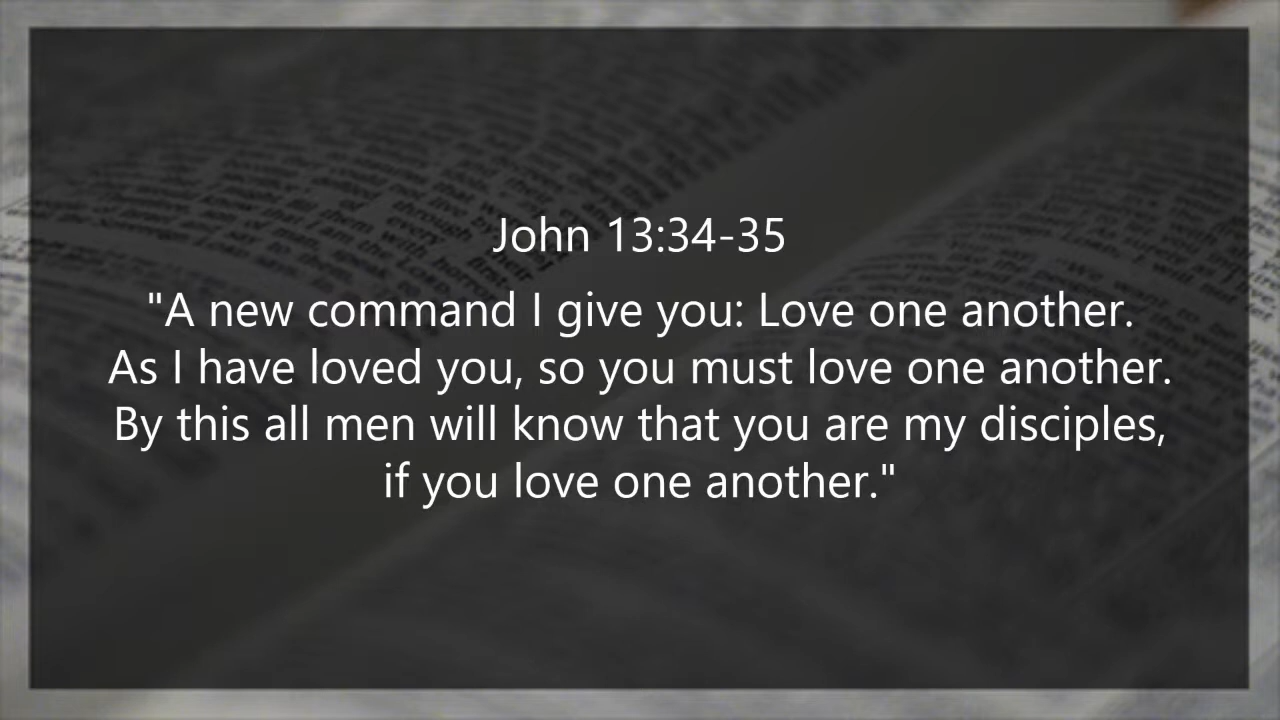 John 13:34-35
"A new command I give you: Love one another.
As I have loved you, so you must love one another.
By this all men will know that you are my disciples,
if you love one another."